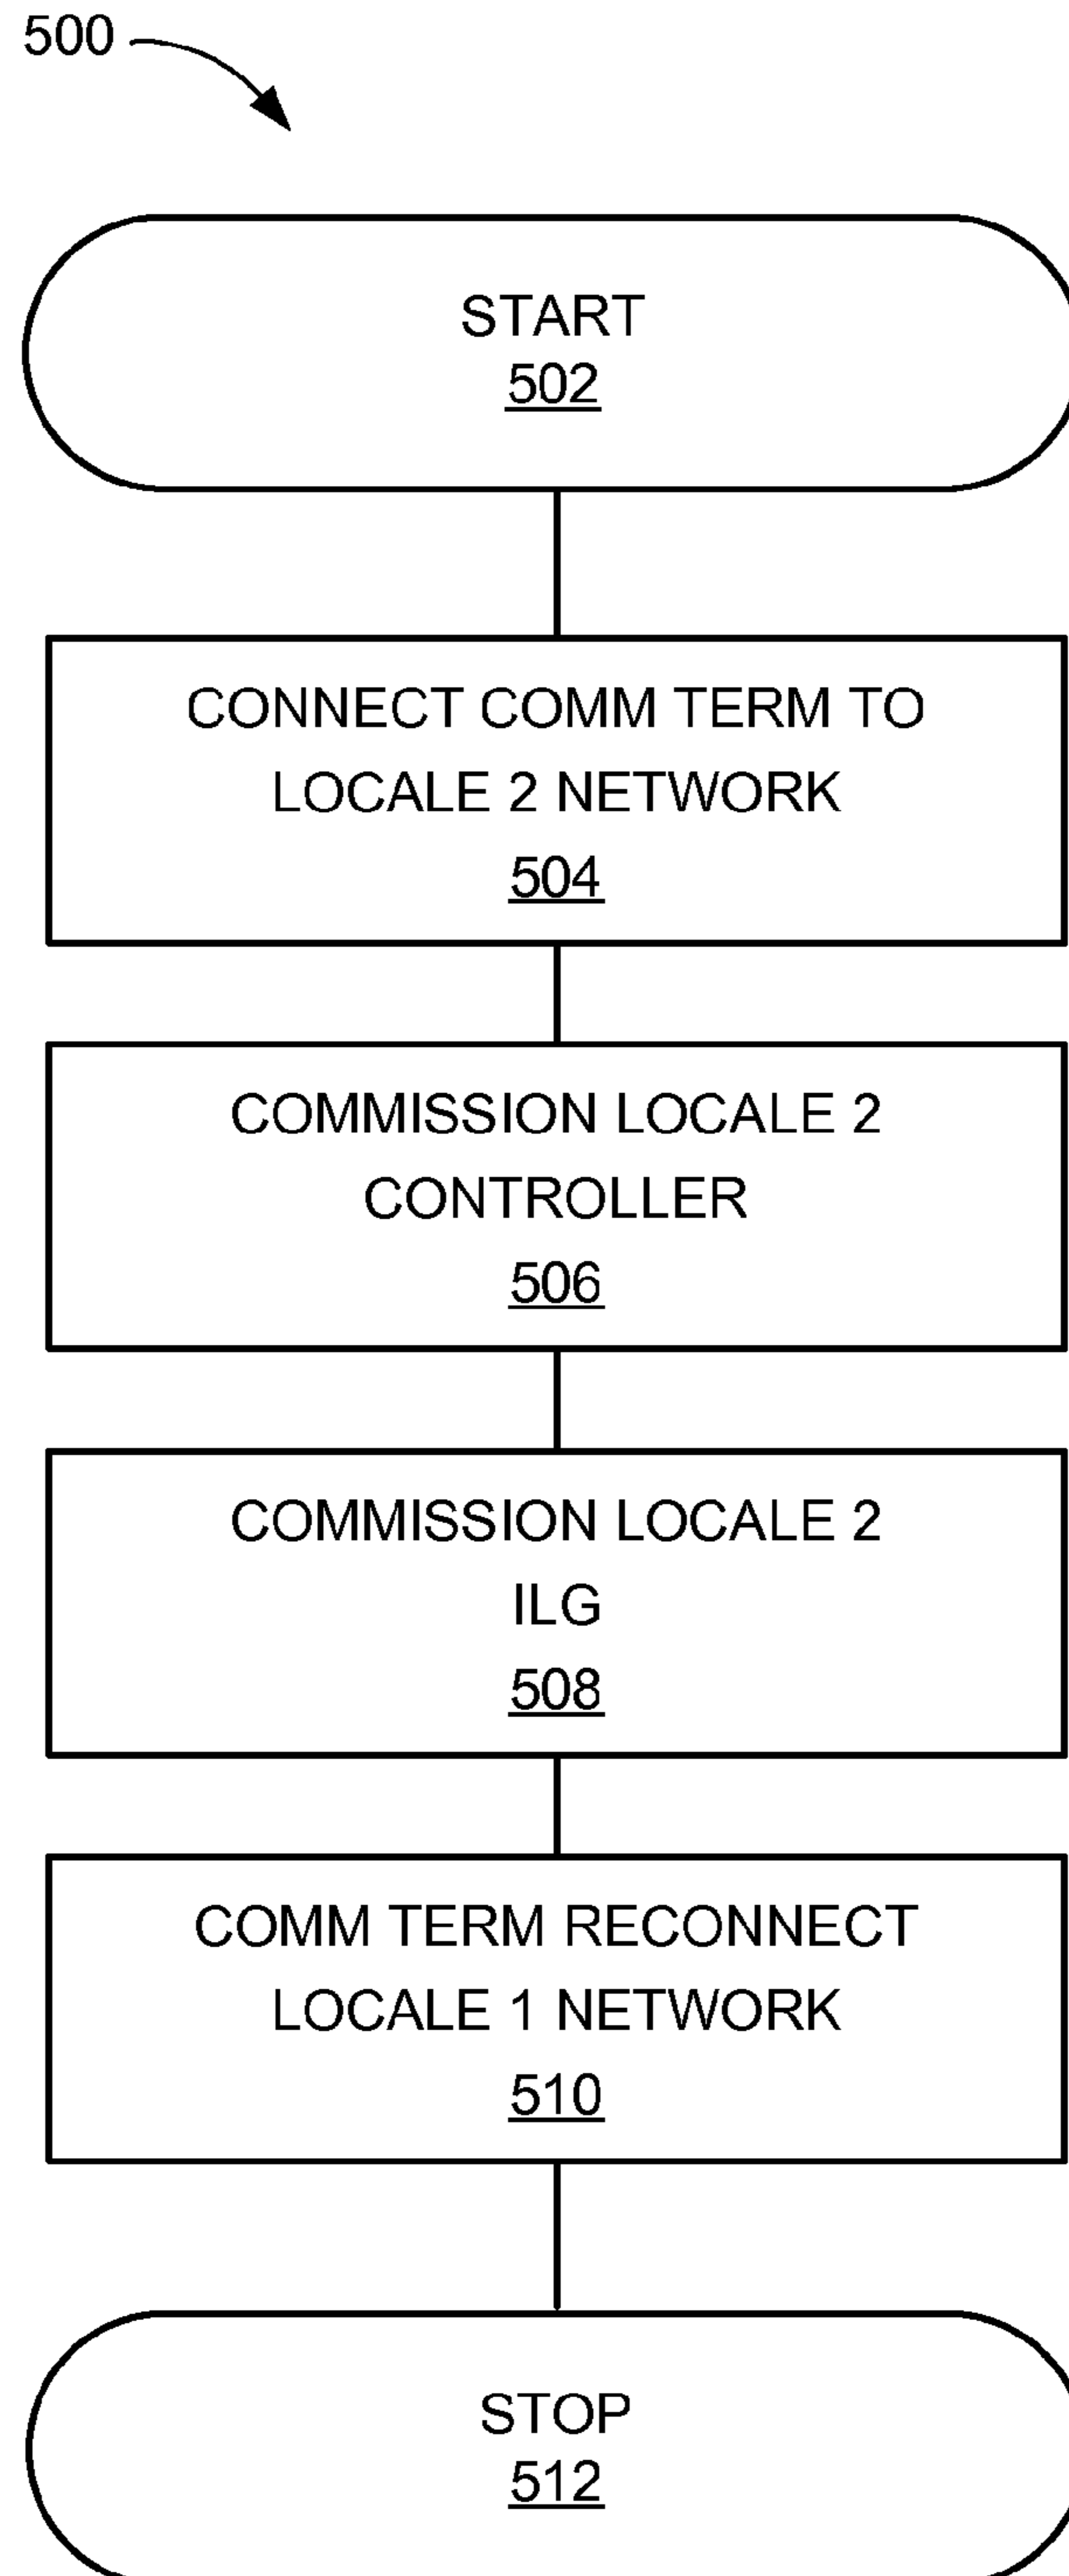 500
START
502
CONNECT COMM TERM TO
LOCALE 2 NETWORK
504
COMMISSION LOCALE 2
CONTROLLER
506
COMMISSION LOCALE 2
ILG
508
COMM TERM RECONNECT
LOCALE 1 NETWORK
510
STOP
512